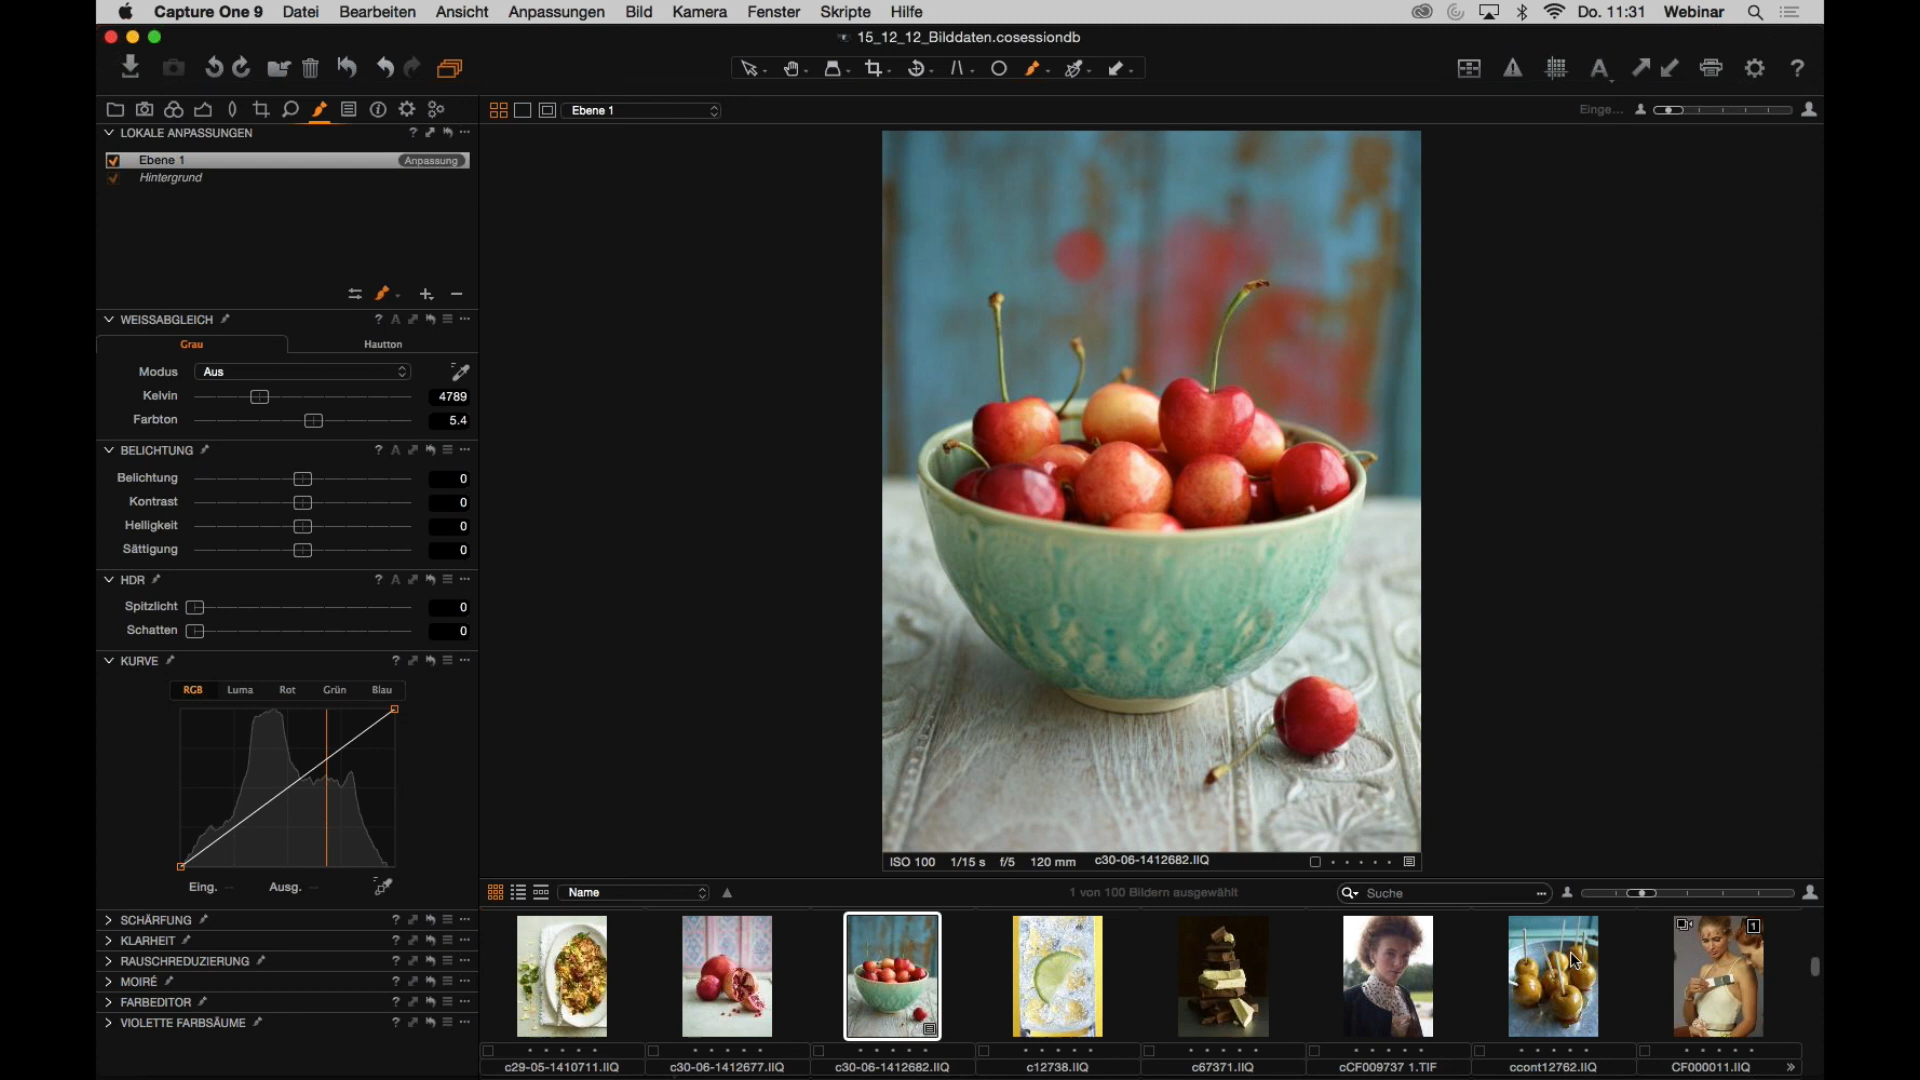 Capture One 9 Datei Bearbeiten Ansicht Anpassungen Bild Kamera Fenster Skripte Hilfe Do. 11:31 Webinar
15_12_12_Bilddaten.cosessiondb
Ebene 1 Einge...
LOKALE ANPASSUNGEN ?
Ebene 1 Anpassung
Hintergrund
WEISSABGLEICH ? A
Grau Hautton
Modus Aus
Kelvin 4789
Farbton 5.4
BELICHTUNG ? A
Belichtung 0
Kontrast 0
Helligkeit 0
Sättigung 0
HDR ? A
Spitzlicht 0
Schatten 0
KURVE ?
RGB Luma Rot Grün Blau
Eing. -- Ausg. --
SCHÄRFUNG ?
KLARHEIT ?
RAUSCHREDUZIERUNG ?
MOIRÉ ?
FARBEDITOR ?
VIOLETTE FARBSÄUME ?
ISO 100 1/15 s f/5 120 mm c30-06-1412682.IIQ
Name 1 von 100 Bildern ausgewählt Suche
1
c29-05-1410711.IIQ c30-06-1412677.IIQ c30-06-1412682.IIQ c12738.IIQ c67371.IIQ cCF009737 1.TIF ccont12762.IIQ CF000011.IIQ »